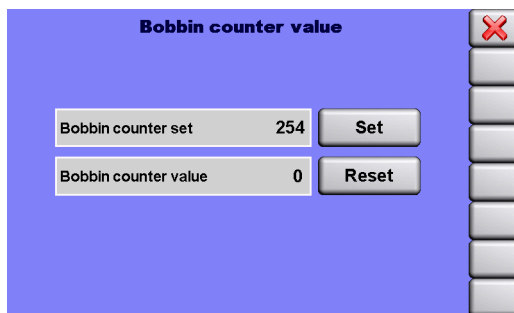 Bobbin counter value
Bobbin counter set 254 Set
Bobbin counter value 0 Reset